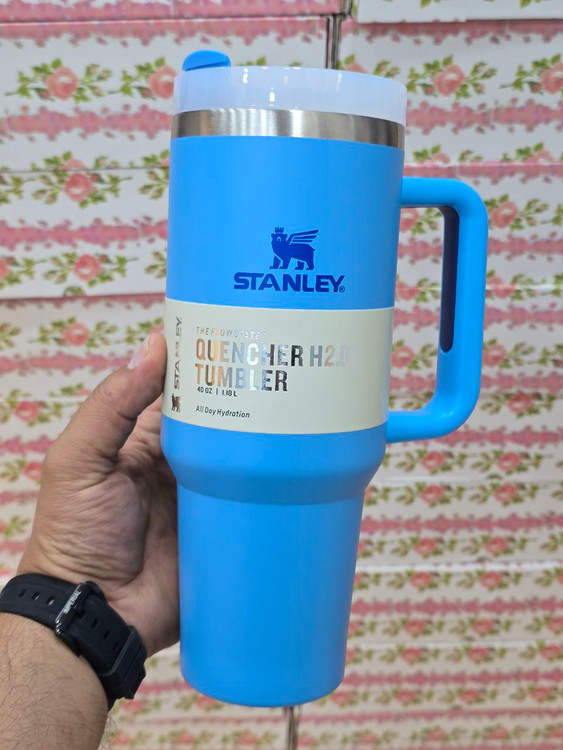 STANLEY®
THE FLOWSTATE™
QUENCHER H2.0
TUMBLER
40 OZ | 1.18 L
All Day Hydration
STANLEY